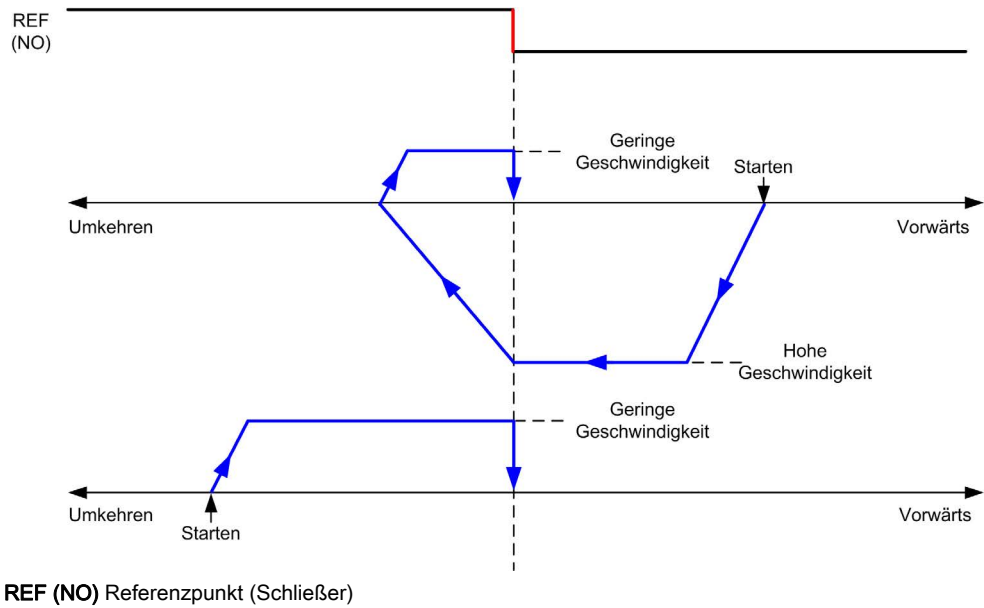 REF
(NO)
Geringe
Geschwindigkeit
Starten
Umkehren
Vorwärts
Hohe
Geschwindigkeit
Geringe
Geschwindigkeit
Umkehren
Vorwärts
Starten
REF (NO) Referenzpunkt (Schließer)